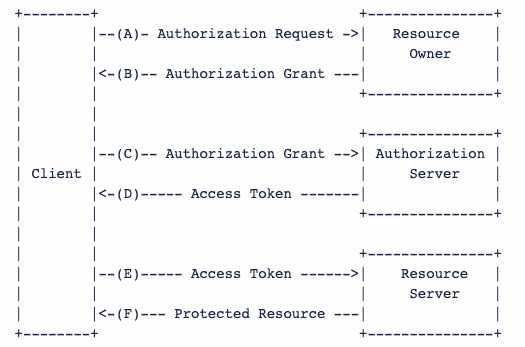 +--------+                               +---------------+
|        |--(A)- Authorization Request ->|   Resource    |
|        |                               |     Owner     |
|        |<-(B)-- Authorization Grant ---|               |
|        |                               +---------------+
|        |
|        |                               +---------------+
|        |--(C)-- Authorization Grant -->| Authorization |
| Client |                               |     Server    |
|        |<-(D)----- Access Token -------|               |
|        |                               +---------------+
|        |
|        |                               +---------------+
|        |--(E)----- Access Token ------>|    Resource   |
|        |                               |     Server    |
|        |<-(F)--- Protected Resource ---|               |
+--------+                               +---------------+